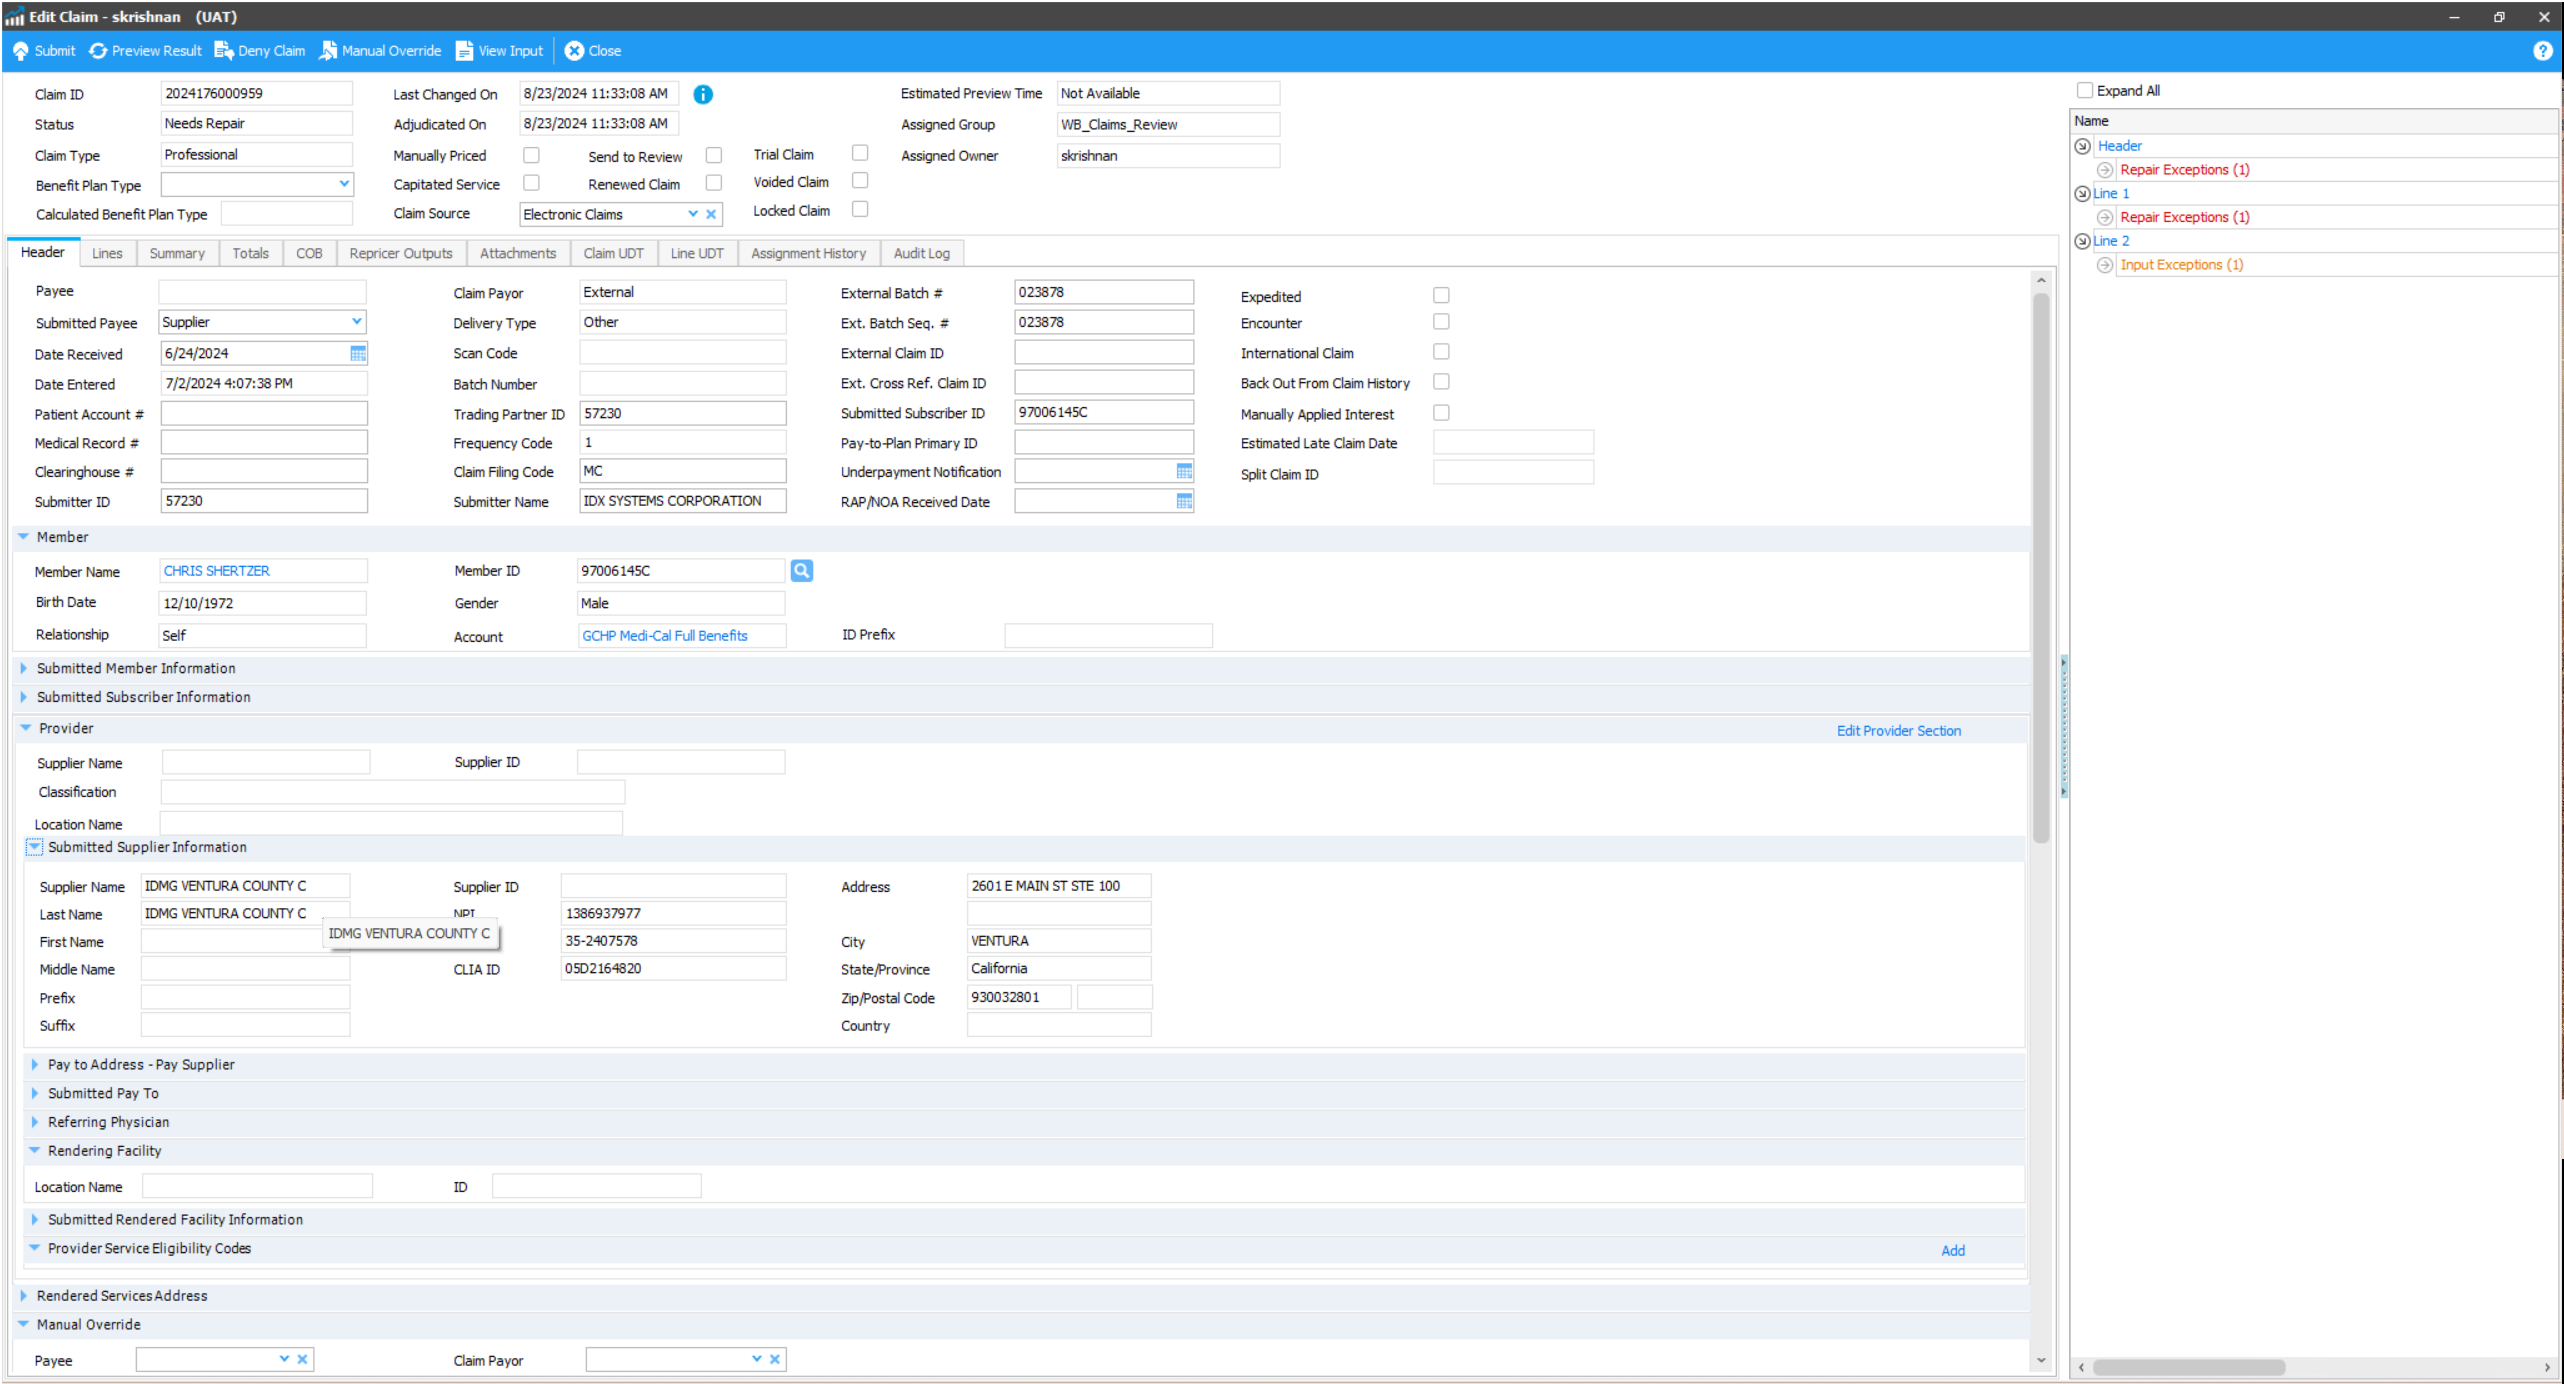 Edit Claim - skrishnan (UAT)
Submit Preview Result Deny Claim Manual Override View Input Close
Claim ID 2024176000959 Last Changed On 8/23/2024 11:33:08 AM Estimated Preview Time Not Available
Status Needs Repair Adjudicated On 8/23/2024 11:33:08 AM Assigned Group WB_Claims_Review
Claim Type Professional Manually Priced Send to Review Trial Claim Assigned Owner skrishnan
Benefit Plan Type Capitated Service Renewed Claim Voided Claim
Calculated Benefit Plan Type Claim Source Electronic Claims Locked Claim
Header Lines Summary Totals COB Repricer Outputs Attachments Claim UDT Line UDT Assignment History Audit Log
Payee Claim Payor External External Batch # 023878 Expedited
Submitted Payee Supplier Delivery Type Other Ext. Batch Seq. # 023878 Encounter
Date Received 6/24/2024 Scan Code External Claim ID International Claim
Date Entered 7/2/2024 4:07:38 PM Batch Number Ext. Cross Ref. Claim ID Back Out From Claim History
Patient Account # Trading Partner ID 57230 Submitted Subscriber ID 97006145C Manually Applied Interest
Medical Record # Frequency Code 1 Pay-to-Plan Primary ID Estimated Late Claim Date
Clearinghouse # Claim Filing Code MC Underpayment Notification Split Claim ID
Submitter ID 57230 Submitter Name IDX SYSTEMS CORPORATION RAP/NOA Received Date
Member
Member Name CHRIS SHERTZER Member ID 97006145C
Birth Date 12/10/1972 Gender Male
Relationship Self Account GCHP Medi-Cal Full Benefits ID Prefix
Submitted Member Information
Submitted Subscriber Information
Provider Edit Provider Section
Supplier Name Supplier ID
Classification
Location Name
Submitted Supplier Information
Supplier Name IDMG VENTURA COUNTY C Supplier ID Address 2601 E MAIN ST STE 100
Last Name IDMG VENTURA COUNTY C NPI 1386937977
IDMG VENTURA COUNTY C
First Name 35-2407578 City VENTURA
Middle Name CLIA ID 05D2164820 State/Province California
Prefix Zip/Postal Code 930032801
Suffix Country
Pay to Address - Pay Supplier
Submitted Pay To
Referring Physician
Rendering Facility
Location Name ID
Submitted Rendered Facility Information
Provider Service Eligibility Codes Add
Rendered Services Address
Manual Override
Payee Claim Payor
Expand All
Name
Header
Repair Exceptions (1)
Line 1
Repair Exceptions (1)
Line 2
Input Exceptions (1)